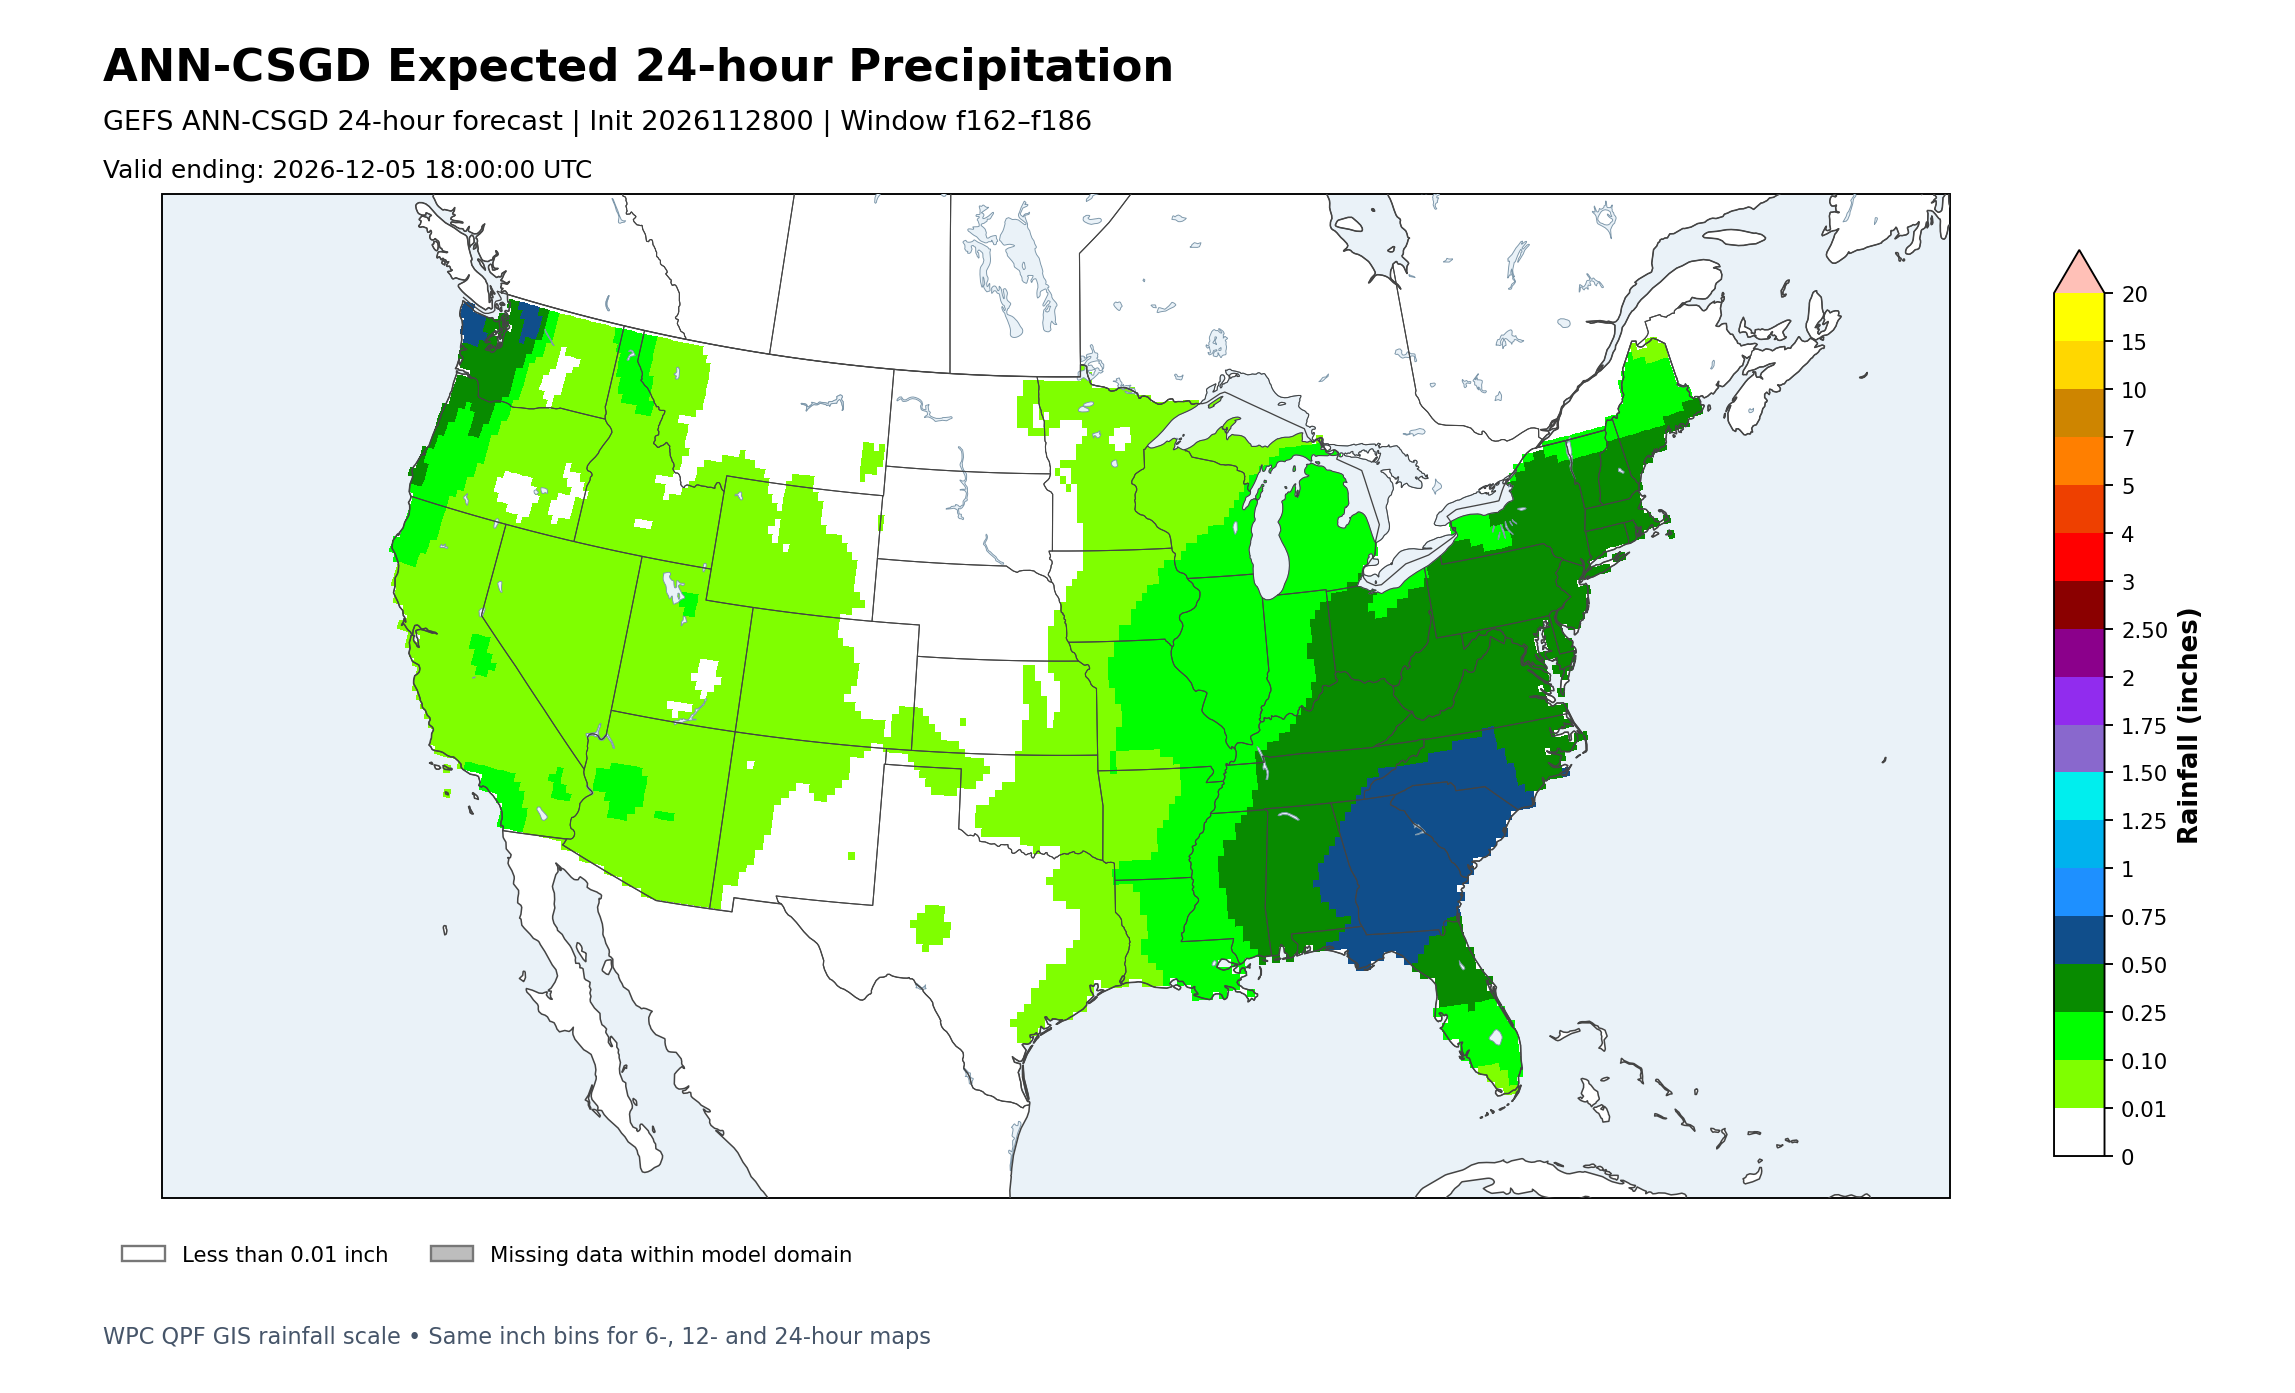 ANN-CSGD Expected 24-hour Precipitation
GEFS ANN-CSGD 24-hour forecast | Init 2026112800 | Window f162–f186
Valid ending: 2026-12-05 18:00:00 UTC
20
15
10
7
5
4
3
2.50
2
1.75
1.50
1.25
1
0.75
0.50
0.25
0.10
0.01
0
Rainfall (inches)
Less than 0.01 inch
Missing data within model domain
WPC QPF GIS rainfall scale • Same inch bins for 6-, 12- and 24-hour maps